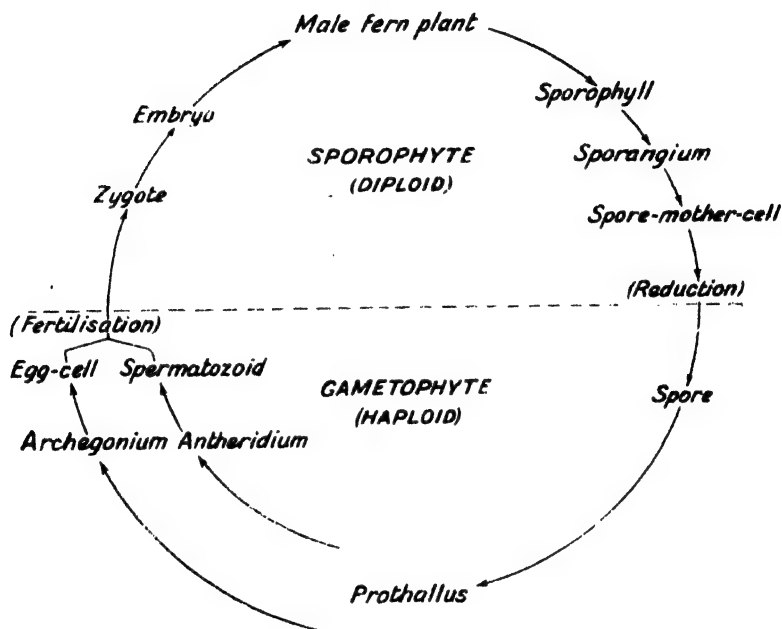 Male fern plant
Sporophyll
Embryo
SPOROPHYTE
(DIPLOID)
Sporangium
Zygote
Spore-mother-cell
(Reduction)
(Fertilisation)
Egg-cell Spermatozoid
GAMETOPHYTE
(HAPLOID)
Spore
Archegonium Antheridium
Prothallus